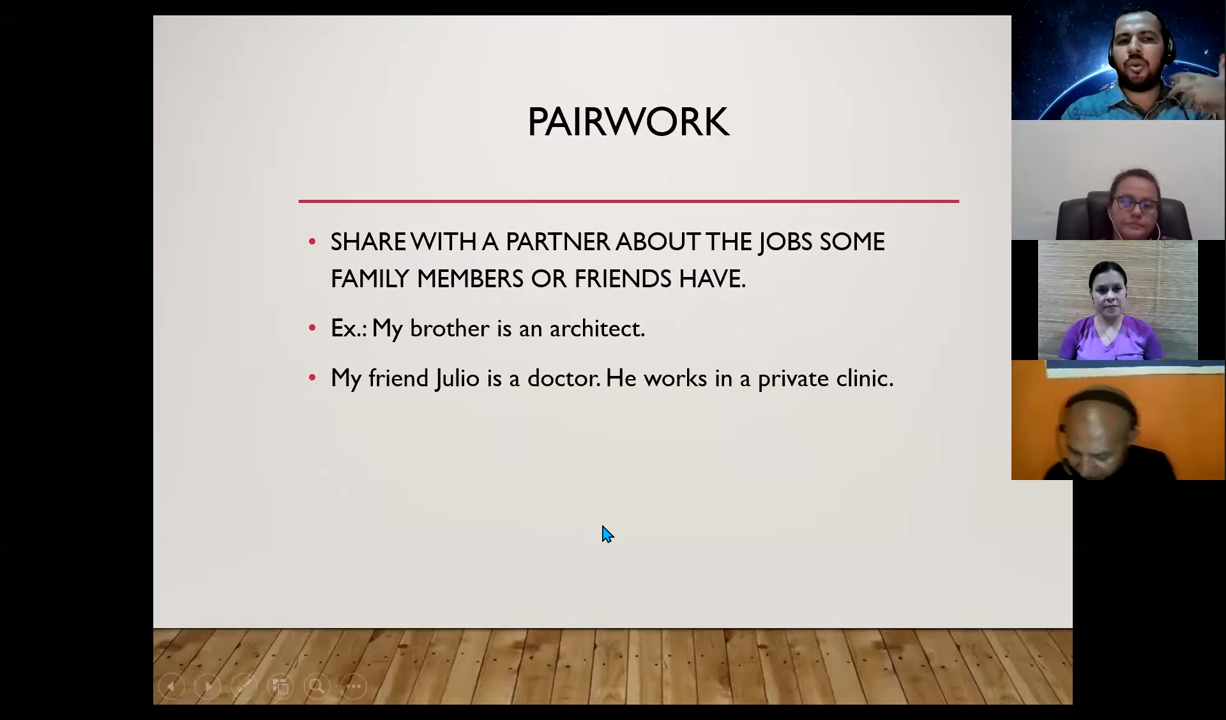 PAIRWORK
• SHARE WITH A PARTNER ABOUT THE JOBS SOME
FAMILY MEMBERS OR FRIENDS HAVE.
• Ex.: My brother is an architect.
• My friend Julio is a doctor. He works in a private clinic.